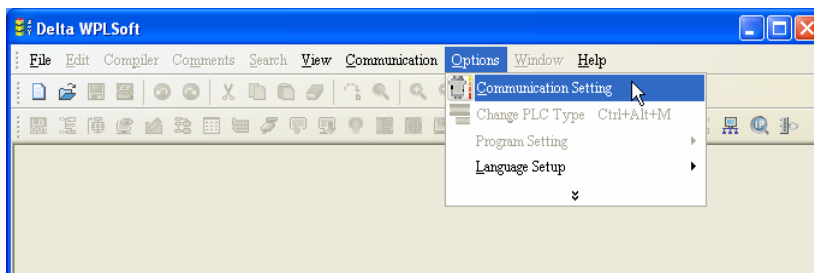 Delta WPLSoft
File Edit Compiler Comments Search View Communication Options Window Help
Communication Setting
Change PLC Type Ctrl+Alt+M
Program Setting
Language Setup